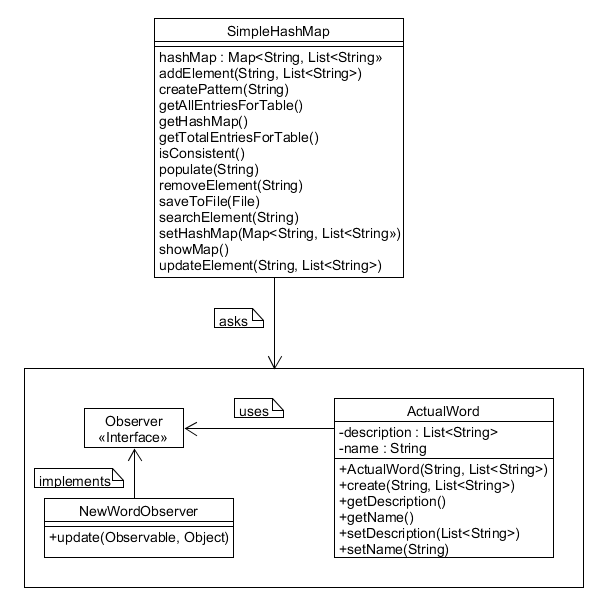 SimpleHashMap
hashMap : Map<String, List<String»
addElement(String, List<String>)
createPattern(String)
getAllEntriesForTable()
getHashMap()
getTotalEntriesForTable()
isConsistent()
populate(String)
removeElement(String)
saveToFile(File)
searchElement(String)
setHashMap(Map<String, List<String»)
showMap()
updateElement(String, List<String>)
asks
Observer
«Interface»
uses
ActualWord
-description : List<String>
-name : String
+ActualWord(String, List<String>)
+create(String, List<String>)
+getDescription()
+getName()
+setDescription(List<String>)
+setName(String)
implements
NewWordObserver
+update(Observable, Object)